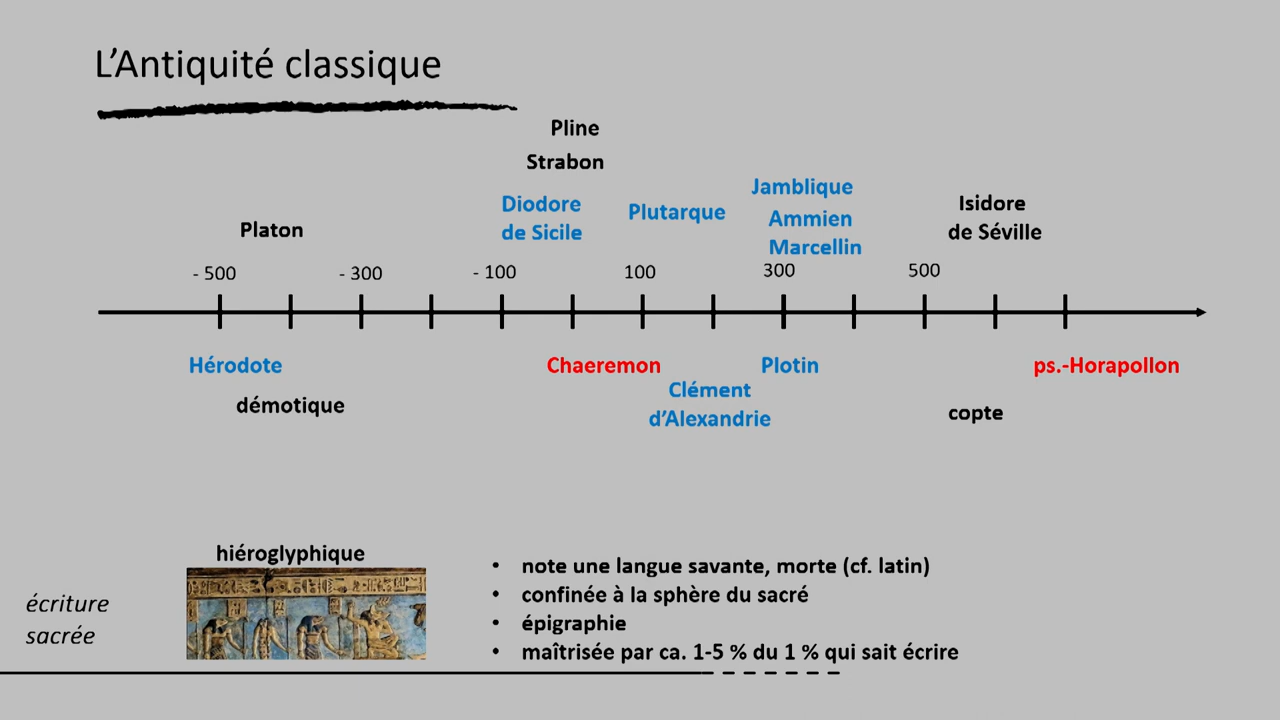 L’Antiquité classique
Pline
Strabon
Jamblique
Diodore
de Sicile
Plutarque
Ammien
Marcellin
Isidore
de Séville
Platon
- 500
- 300
- 100
100
300
500
Hérodote
Chaeremon
Plotin
ps.-Horapollon
Clément
d’Alexandrie
démotique
copte
hiéroglyphique
écriture
sacrée
• note une langue savante, morte (cf. latin)
• confinée à la sphère du sacré
• épigraphie
• maîtrisée par ca. 1-5 % du 1 % qui sait écrire